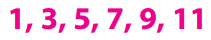 1, 3, 5, 7, 9, 11